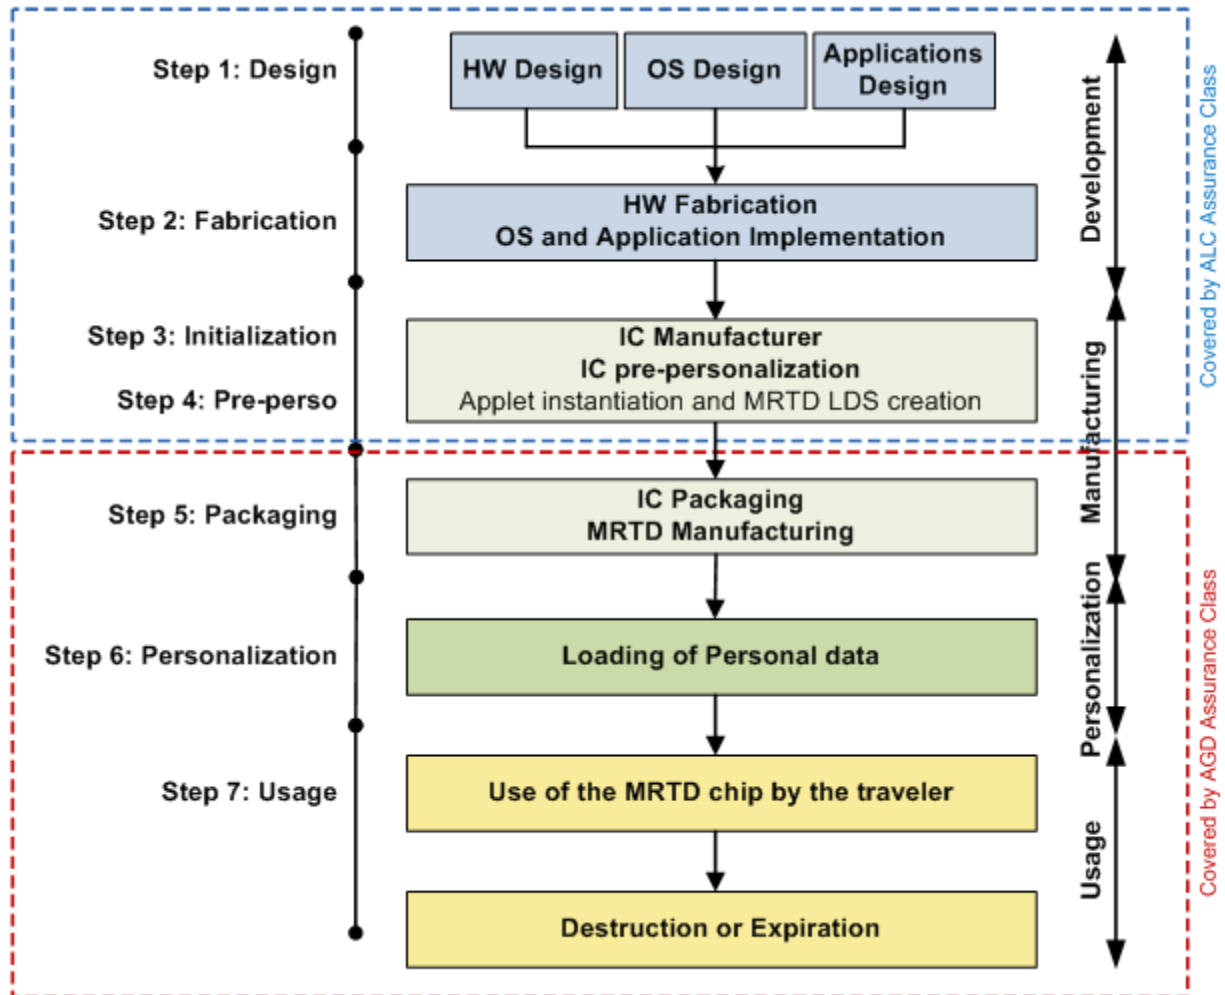 Step 1: Design
HW Design
OS Design
Applications
Design
Development
Covered by ALC Assurance Class
Step 2: Fabrication
HW Fabrication
OS and Application Implementation
Step 3: Initialization
Step 4: Pre-perso
IC Manufacturer
IC pre-personalization
Applet instantiation and MRTD LDS creation
Manufacturing
Step 5: Packaging
IC Packaging
MRTD Manufacturing
Step 6: Personalization
Loading of Personal data
Personalization
Covered by AGD Assurance Class
Step 7: Usage
Use of the MRTD chip by the traveler
Usage
Destruction or Expiration